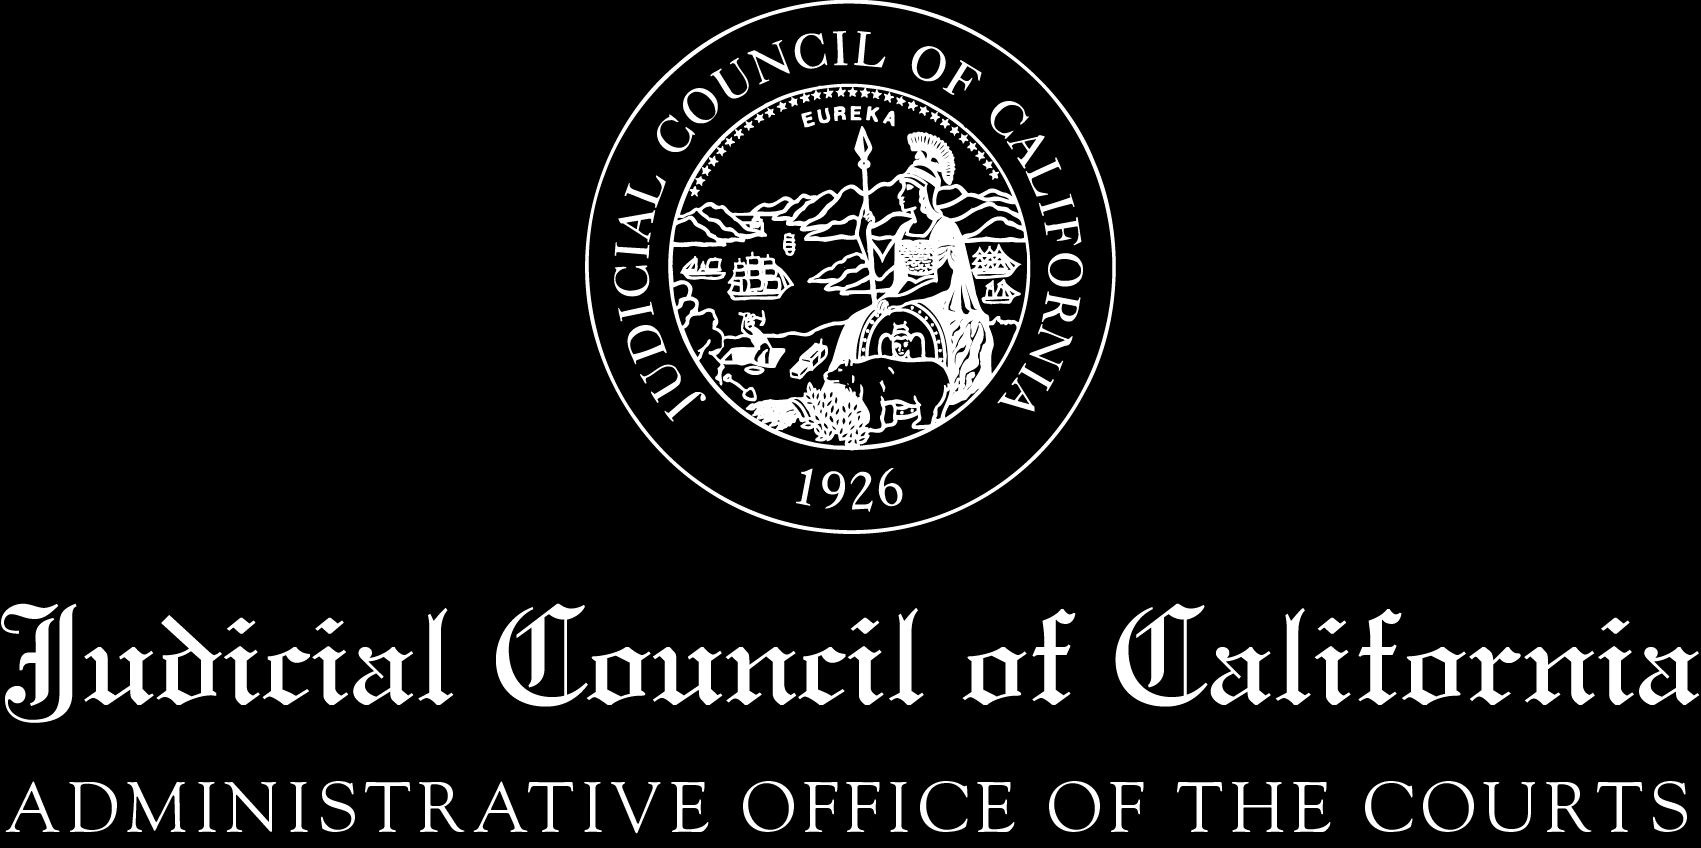 JUDICIAL COUNCIL OF CALIFORNIA
EUREKA
1926
Judicial Council of California
ADMINISTRATIVE OFFICE OF THE COURTS